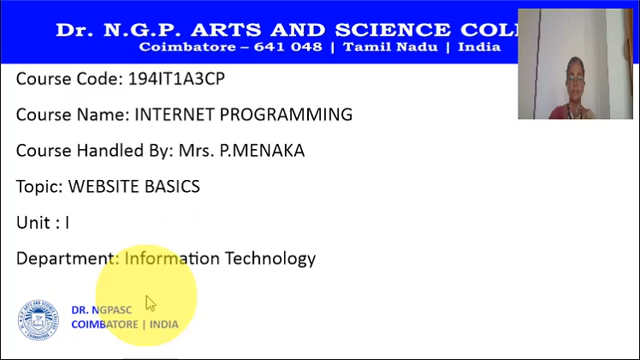 Dr. N.G.P. ARTS AND SCIENCE COLL
Coimbatore – 641 048 | Tamil Nadu | India
Course Code: 194IT1A3CP
Course Name: INTERNET PROGRAMMING
Course Handled By: Mrs. P.MENAKA
Topic: WEBSITE BASICS
Unit : I
Department: Information Technology
DR. NGPASC
COIMBATORE | INDIA